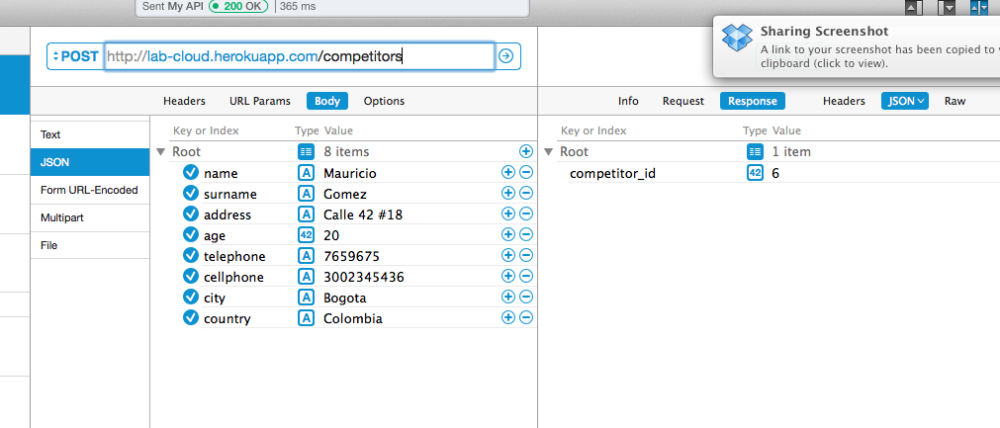 Sent My API 200 OK 365 ms
Sharing Screenshot
A link to your screenshot has been copied to
clipboard (click to view).
POST http://lab-cloud.herokuapp.com/competitors
Headers URL Params Body Options
Info Request Response Headers JSON Raw
Text
JSON
Form URL-Encoded
Multipart
File
Key or Index Type Value
Root 8 items
name A Mauricio
surname A Gomez
address A Calle 42 #18
age 42 20
telephone A 7659675
cellphone A 3002345436
city A Bogota
country A Colombia
Key or Index Type Value
Root 1 item
competitor_id 42 6